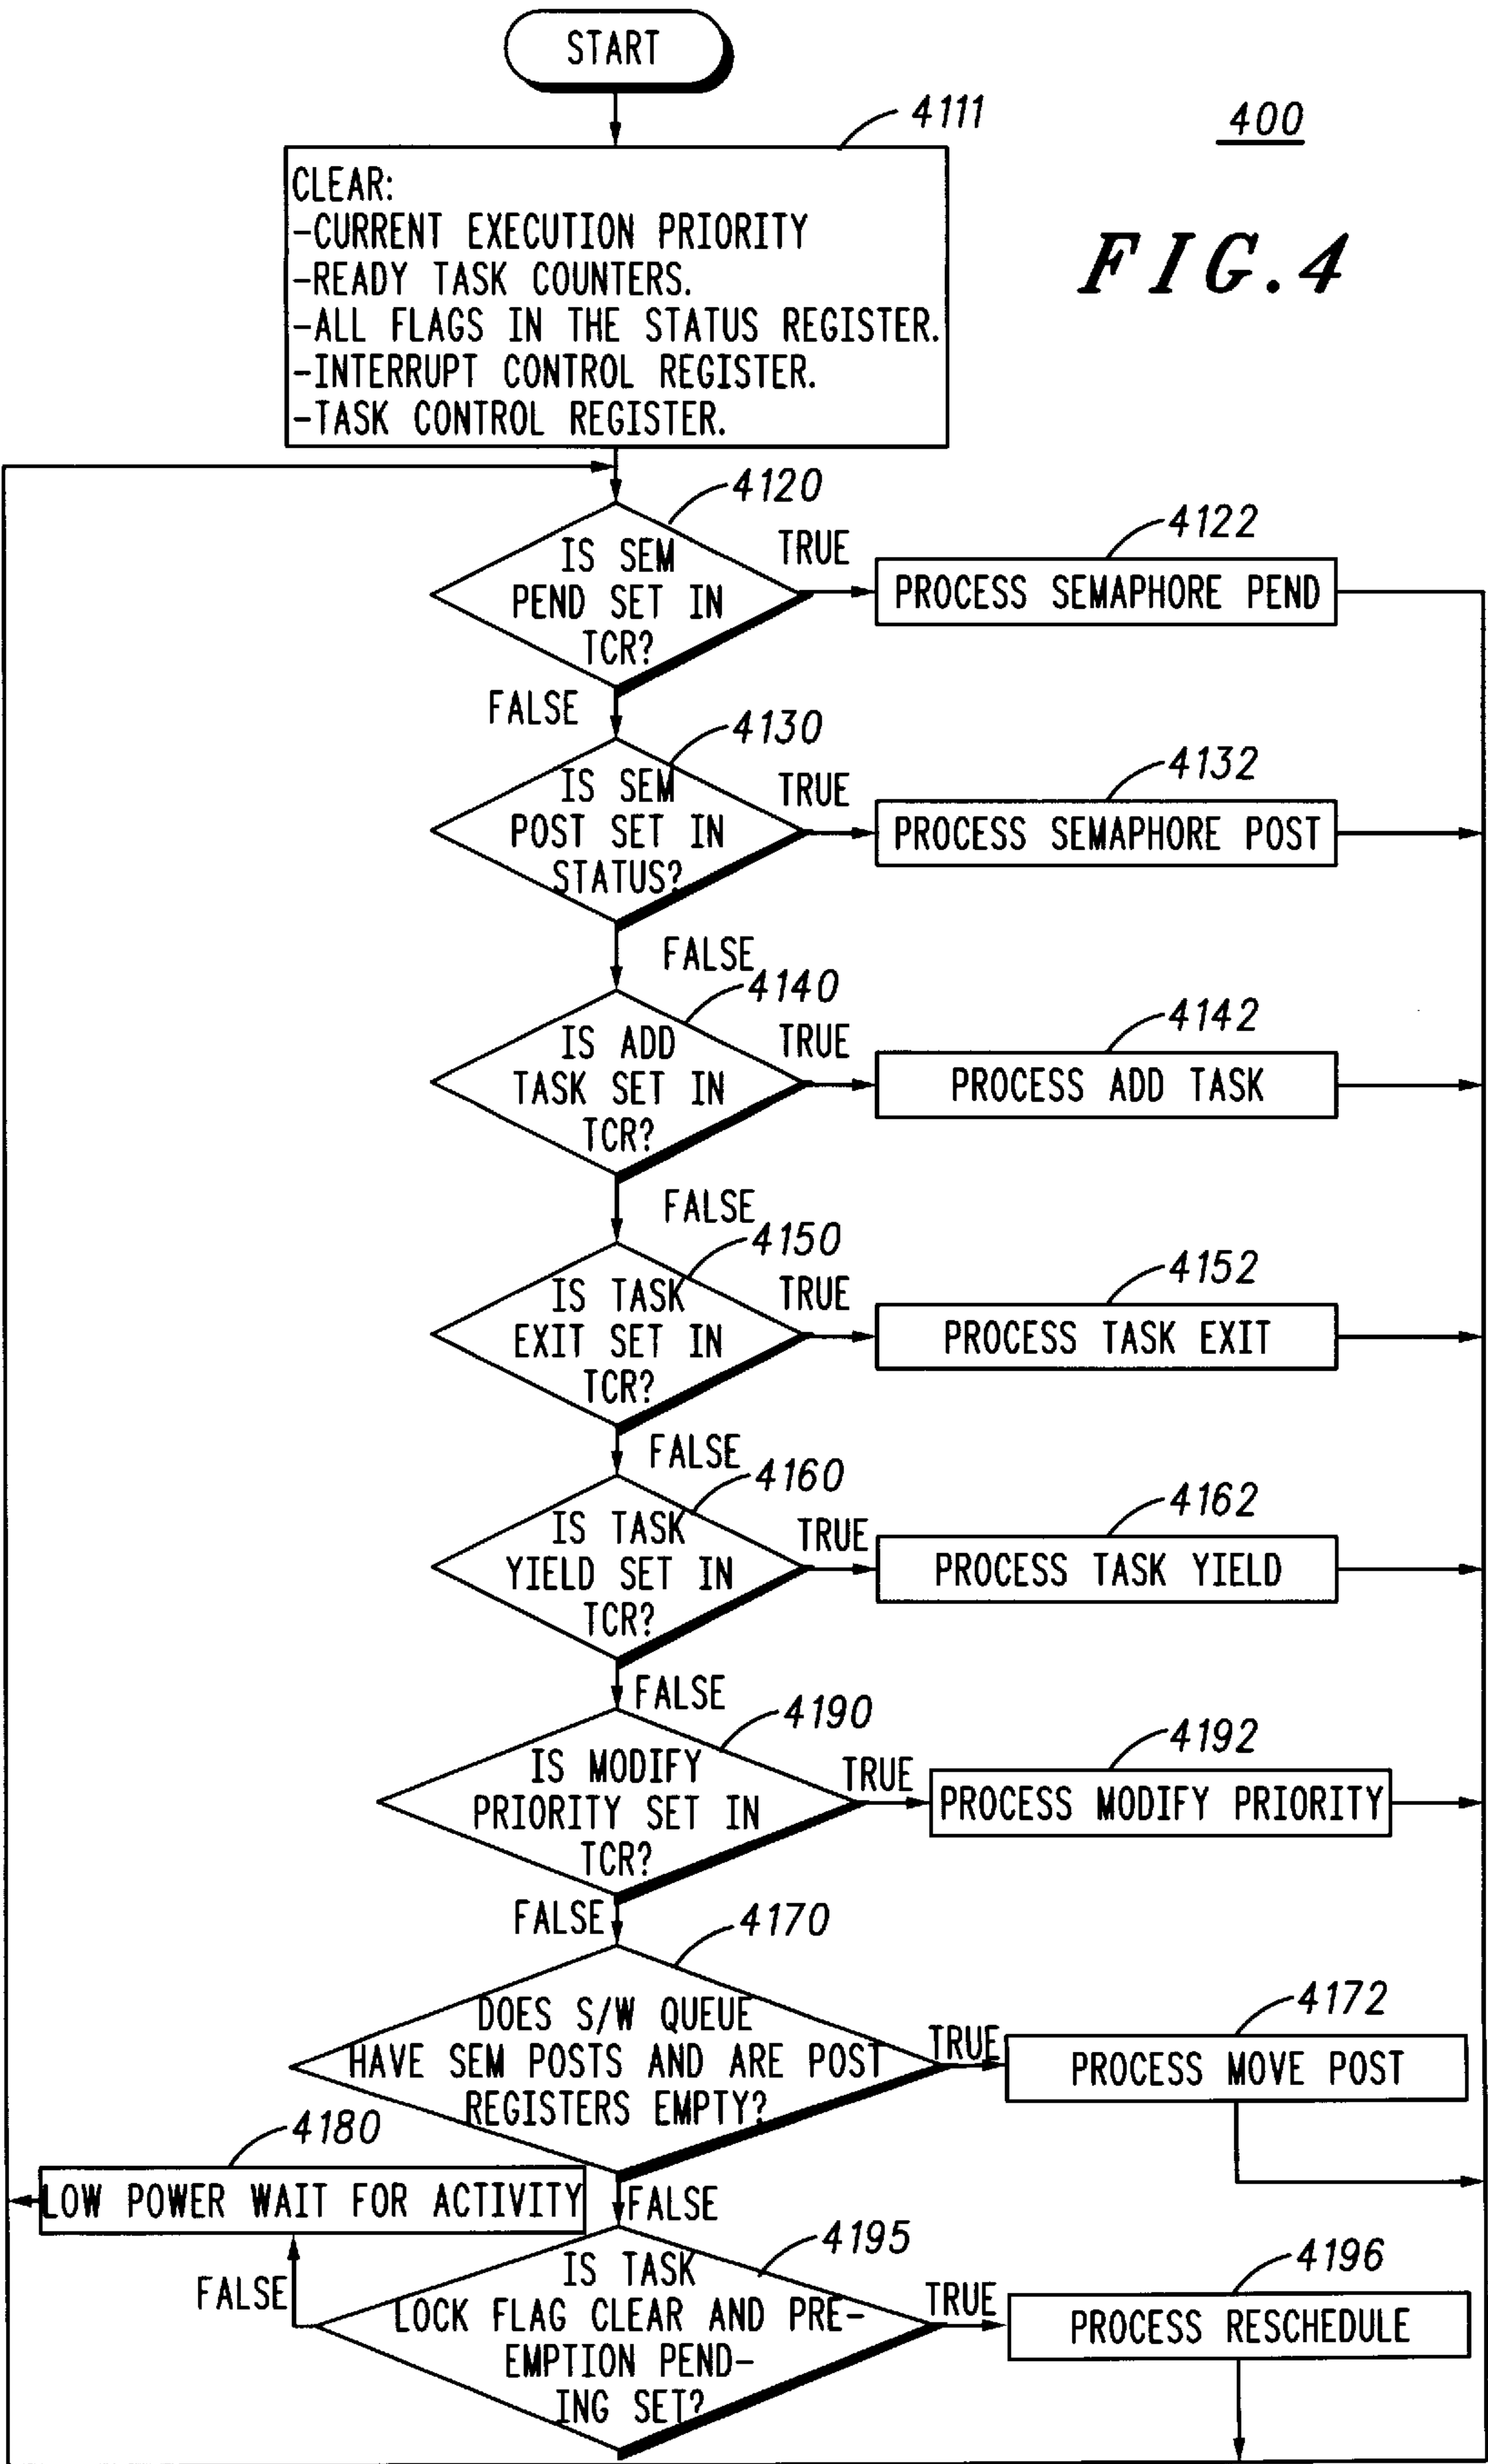 START
4111
400
FIG.4
CLEAR:
-CURRENT EXECUTION PRIORITY
-READY TASK COUNTERS.
-ALL FLAGS IN THE STATUS REGISTER.
-INTERRUPT CONTROL REGISTER.
-TASK CONTROL REGISTER.
4120
IS SEM
PEND SET IN
TCR?
TRUE
4122
PROCESS SEMAPHORE PEND
FALSE
4130
IS SEM
POST SET IN
STATUS?
TRUE
4132
PROCESS SEMAPHORE POST
FALSE
4140
IS ADD
TASK SET IN
TCR?
TRUE
4142
PROCESS ADD TASK
FALSE
4150
IS TASK
EXIT SET IN
TCR?
TRUE
4152
PROCESS TASK EXIT
FALSE
4160
IS TASK
YIELD SET IN
TCR?
TRUE
4162
PROCESS TASK YIELD
FALSE
4190
IS MODIFY
PRIORITY SET IN
TCR?
TRUE
4192
PROCESS MODIFY PRIORITY
FALSE
4170
DOES S/W QUEUE
HAVE SEM POSTS AND ARE POST
REGISTERS EMPTY?
TRUE
4172
PROCESS MOVE POST
4180
LOW POWER WAIT FOR ACTIVITY
FALSE
4195
IS TASK
LOCK FLAG CLEAR AND PRE-
EMPTION PEND-
ING SET?
FALSE
TRUE
4196
PROCESS RESCHEDULE